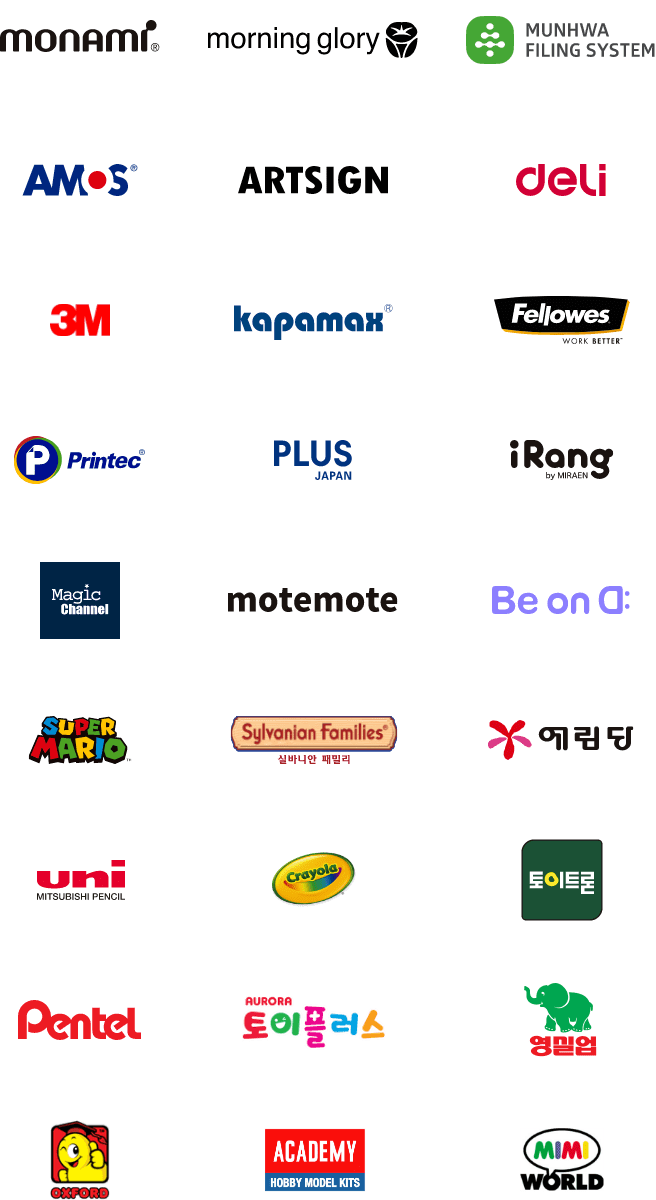 monami®
morning glory
MUNHWA
FILING SYSTEM
AMOS®
ARTSIGN
deli
3M
kapamax®
Fellowes
WORK BETTER™
Printec®
PLUS
JAPAN
iRang
by MIRAEN
Magic
Channel
motemote
Be on D:
SUPER
MARIO™
Sylvanian Families®
실바니안 패밀리
예림당
uni
MITSUBISHI PENCIL
Crayola
토이트론
Pentel
AURORA
토이플러스
영실업
OXFORD
ACADEMY
HOBBY MODEL KITS
MIMI
WORLD